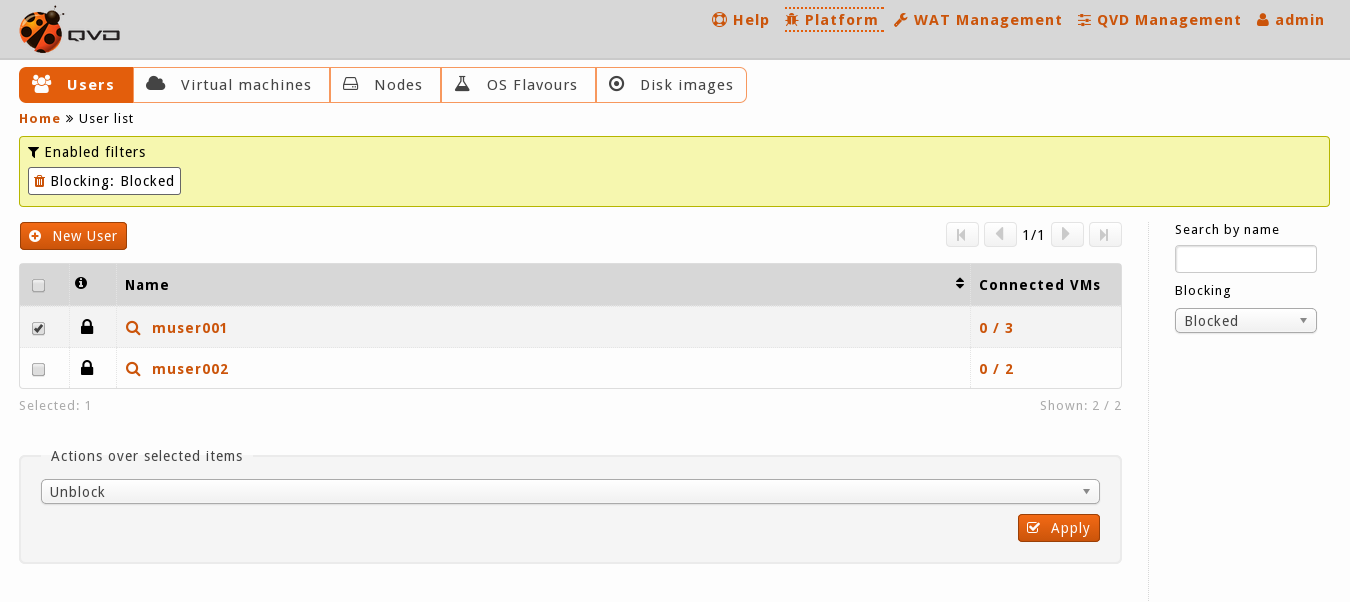 QVD
Help Platform WAT Management QVD Management admin
Users Virtual machines Nodes OS Flavours Disk images
Home » User list
Enabled filters
Blocking: Blocked
New User
1/1
Search by name
Name Connected VMs
Blocking
muser001 0 / 3
Blocked
muser002 0 / 2
Selected: 1 Shown: 2 / 2
Actions over selected items
Unblock
Apply